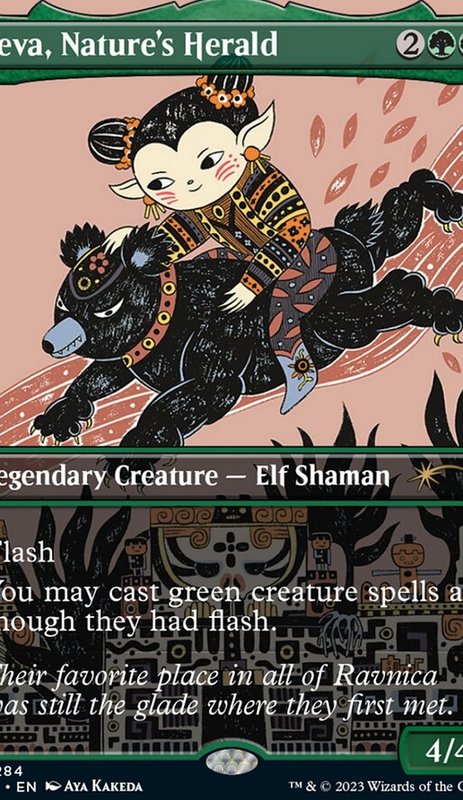 eva, Nature's Herald 2
egendary Creature — Elf Shaman
lash
You may cast green creature spells a
hough they had flash.
Their favorite place in all of Ravnica
was still the glade where they first met.
4/4
284
• EN AYA KAKEDA
™ & © 2023 Wizards of the C